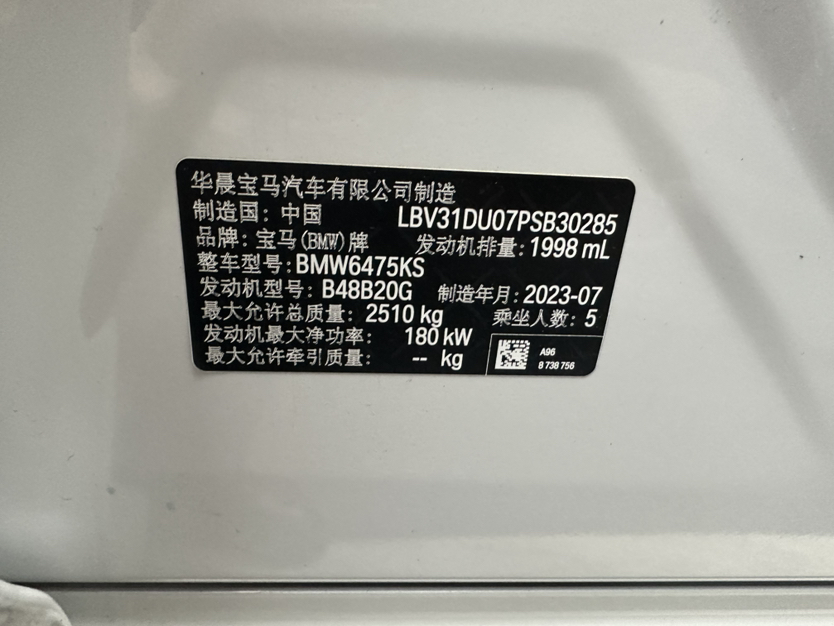 华晨宝马汽车有限公司制造
制造国：中国 LBV31DU07PSB30285
品牌：宝马(BMW)牌 发动机排量：1998 mL
整车型号：BMW6475KS
发动机型号：B48B20G 制造年月：2023-07
最大允许总质量：2510 kg 乘坐人数：5
发动机最大净功率：180 kW
最大允许牵引质量：-- kg
A96
8 738 756